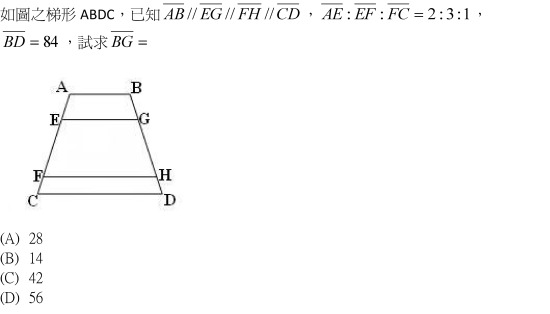 如圖之梯形 ABDC，已知 $\overline{AB} // \overline{EG} // \overline{FH} // \overline{CD}$ ， $\overline{AE} : \overline{EF} : \overline{FC} = 2 : 3 : 1$ ，
$\overline{BD} = 84$ ，試求 $\overline{BG} =$
A B
E G
F H
C D
(A) 28
(B) 14
(C) 42
(D) 56